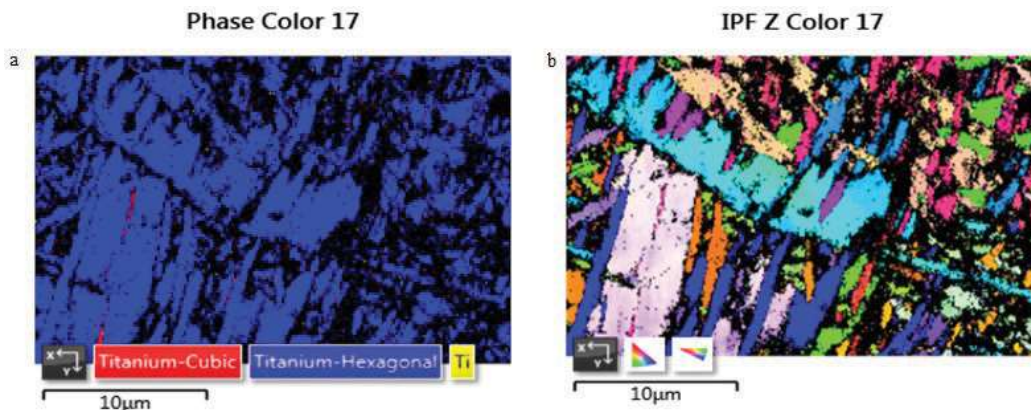 Phase Color 17
IPF Z Color 17
a
b
X
Y
Titanium-Cubic
Titanium-Hexagonal
Ti
X
Y
10μm
10μm